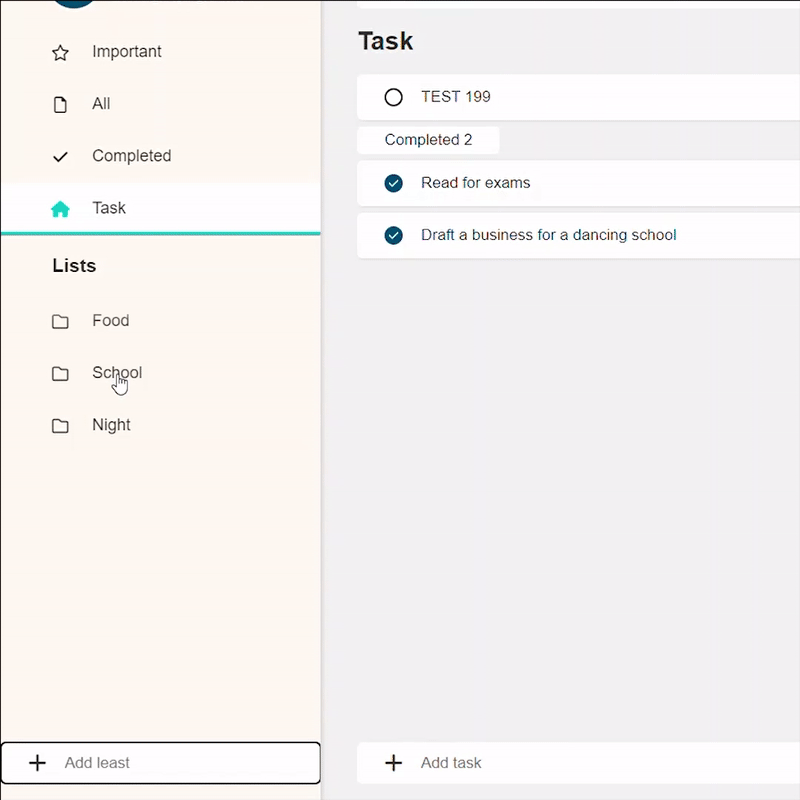 Important
All
Completed
Task
Lists
Food
School
Night
Add least
Task
TEST 199
Completed 2
Read for exams
Draft a business for a dancing school
Add task